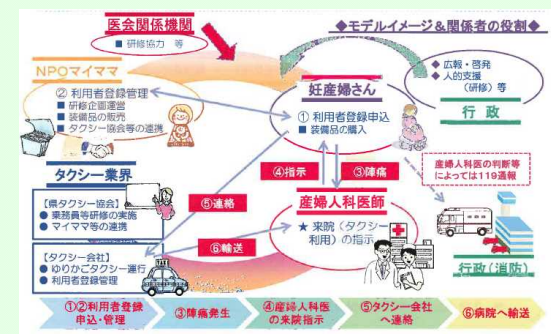 医会関係機関
■ 研修協力 等
◆モデルイメージ＆関係者の役割◆
NPOマイママ
② 利用者登録管理
■ 研修企画運営
■ 装備品の販売
■ タクシー協会等の連携
妊産婦さん
① 利用者登録申込
■ 装備品の購入
◆ 広報・啓発
◆ 人的支援
（研修）等
行政
④指示
③陣痛
タクシー業界
【県タクシー協会】
● 乗務員等研修の実施
● マイママ等の連携
⑤連絡
産婦人科医師
★ 来院（タクシー
利用）の指示
産婦人科医の判断等
によっては119通報
⑥輸送
【タクシー会社】
● ゆりかごタクシー運行
● 利用者登録管理
行政（消防）
①②利用者登録
申込・管理
③陣痛発生
④産婦人科医
の来院指示
⑤タクシー会社
へ連絡
⑥病院へ輸送